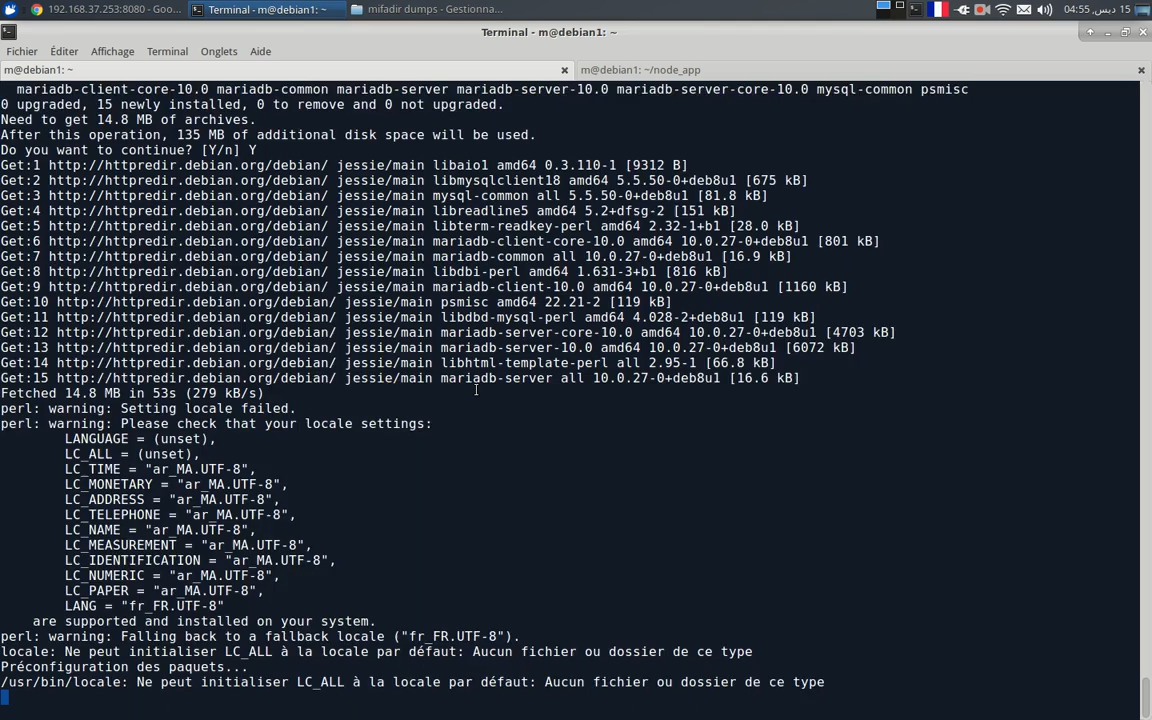 192.168.37.253:8080 - Goo...
Terminal - m@debian1: ~
mifadir dumps - Gestionna...
15 ديس, 04:55
Terminal - m@debian1: ~
Fichier Éditer Affichage Terminal Onglets Aide
m@debian1: ~
m@debian1: ~/node_app
mariadb-client-core-10.0 mariadb-common mariadb-server mariadb-server-10.0 mariadb-server-core-10.0 mysql-common psmisc
0 upgraded, 15 newly installed, 0 to remove and 0 not upgraded.
Need to get 14.8 MB of archives.
After this operation, 135 MB of additional disk space will be used.
Do you want to continue? [Y/n] Y
Get:1 http://httpredir.debian.org/debian/ jessie/main libaio1 amd64 0.3.110-1 [9312 B]
Get:2 http://httpredir.debian.org/debian/ jessie/main libmysqlclient18 amd64 5.5.50-0+deb8u1 [675 kB]
Get:3 http://httpredir.debian.org/debian/ jessie/main mysql-common all 5.5.50-0+deb8u1 [81.8 kB]
Get:4 http://httpredir.debian.org/debian/ jessie/main libreadline5 amd64 5.2+dfsg-2 [151 kB]
Get:5 http://httpredir.debian.org/debian/ jessie/main libterm-readkey-perl amd64 2.32-1+b1 [28.0 kB]
Get:6 http://httpredir.debian.org/debian/ jessie/main mariadb-client-core-10.0 amd64 10.0.27-0+deb8u1 [801 kB]
Get:7 http://httpredir.debian.org/debian/ jessie/main mariadb-common all 10.0.27-0+deb8u1 [16.9 kB]
Get:8 http://httpredir.debian.org/debian/ jessie/main libdbi-perl amd64 1.631-3+b1 [816 kB]
Get:9 http://httpredir.debian.org/debian/ jessie/main mariadb-client-10.0 amd64 10.0.27-0+deb8u1 [1160 kB]
Get:10 http://httpredir.debian.org/debian/ jessie/main psmisc amd64 22.21-2 [119 kB]
Get:11 http://httpredir.debian.org/debian/ jessie/main libdbd-mysql-perl amd64 4.028-2+deb8u1 [119 kB]
Get:12 http://httpredir.debian.org/debian/ jessie/main mariadb-server-core-10.0 amd64 10.0.27-0+deb8u1 [4703 kB]
Get:13 http://httpredir.debian.org/debian/ jessie/main mariadb-server-10.0 amd64 10.0.27-0+deb8u1 [6072 kB]
Get:14 http://httpredir.debian.org/debian/ jessie/main libhtml-template-perl all 2.95-1 [66.8 kB]
Get:15 http://httpredir.debian.org/debian/ jessie/main mariadb-server all 10.0.27-0+deb8u1 [16.6 kB]
Fetched 14.8 MB in 53s (279 kB/s)
perl: warning: Setting locale failed.
perl: warning: Please check that your locale settings:
LANGUAGE = (unset),
LC_ALL = (unset),
LC_TIME = "ar_MA.UTF-8",
LC_MONETARY = "ar_MA.UTF-8",
LC_ADDRESS = "ar_MA.UTF-8",
LC_TELEPHONE = "ar_MA.UTF-8",
LC_NAME = "ar_MA.UTF-8",
LC_MEASUREMENT = "ar_MA.UTF-8",
LC_IDENTIFICATION = "ar_MA.UTF-8",
LC_NUMERIC = "ar_MA.UTF-8",
LC_PAPER = "ar_MA.UTF-8",
LANG = "fr_FR.UTF-8"
are supported and installed on your system.
perl: warning: Falling back to a fallback locale ("fr_FR.UTF-8").
locale: Ne peut initialiser LC_ALL à la locale par défaut: Aucun fichier ou dossier de ce type
Préconfiguration des paquets...
/usr/bin/locale: Ne peut initialiser LC_ALL à la locale par défaut: Aucun fichier ou dossier de ce type